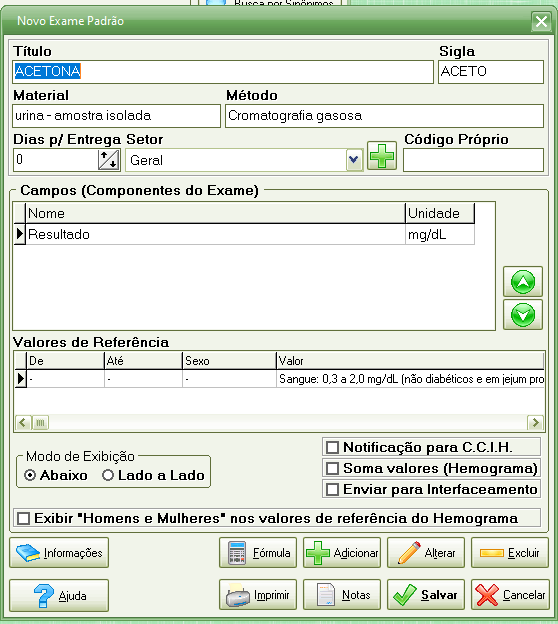 Busca por Sinônimos
Novo Exame Padrão
Título Sigla
ACETONA ACETO
Material Método
urina - amostra isolada Cromatografia gasosa
Dias p/ Entrega Setor Código Próprio
0 Geral
Campos (Componentes do Exame)
Nome Unidade
Resultado mg/dL
Valores de Referência
De Até Sexo Valor
- - - Sangue: 0,3 a 2,0 mg/dL (não diabéticos e em jejum pro
Modo de Exibição
Abaixo Lado a Lado
Notificação para C.C.I.H.
Soma valores (Hemograma)
Enviar para Interfaceamento
Exibir "Homens e Mulheres" nos valores de referência do Hemograma
Informações Fórmula Adicionar Alterar Excluir
Ajuda Imprimir Notas Salvar Cancelar